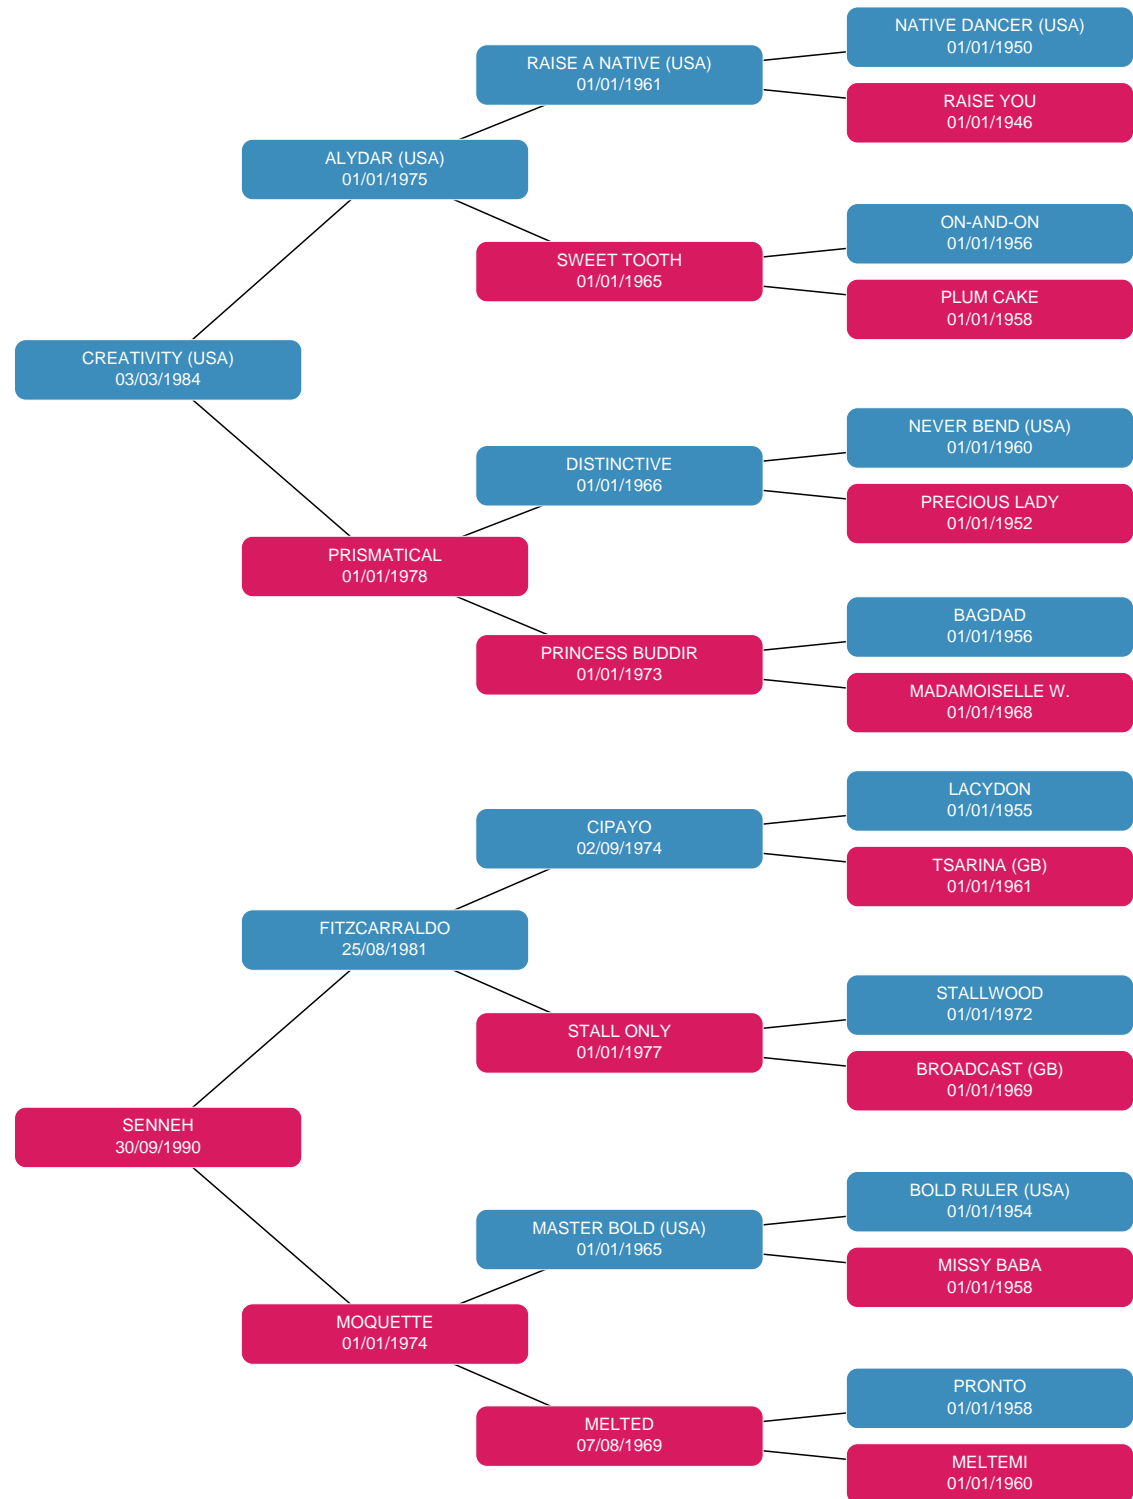 NATIVE DANCER (USA)
01/01/1950
RAISE A NATIVE (USA)
01/01/1961
RAISE YOU
01/01/1946
ALYDAR (USA)
01/01/1975
ON-AND-ON
01/01/1956
SWEET TOOTH
01/01/1965
PLUM CAKE
01/01/1958
CREATIVITY (USA)
03/03/1984
NEVER BEND (USA)
01/01/1960
DISTINCTIVE
01/01/1966
PRECIOUS LADY
01/01/1952
PRISMATICAL
01/01/1978
BAGDAD
01/01/1956
PRINCESS BUDDIR
01/01/1973
MADAMOISELLE W.
01/01/1968
LACYDON
01/01/1955
CIPAYO
02/09/1974
TSARINA (GB)
01/01/1961
FITZCARRALDO
25/08/1981
STALLWOOD
01/01/1972
STALL ONLY
01/01/1977
BROADCAST (GB)
01/01/1969
SENNEH
30/09/1990
BOLD RULER (USA)
01/01/1954
MASTER BOLD (USA)
01/01/1965
MISSY BABA
01/01/1958
MOQUETTE
01/01/1974
PRONTO
01/01/1958
MELTED
07/08/1969
MELTEMI
01/01/1960